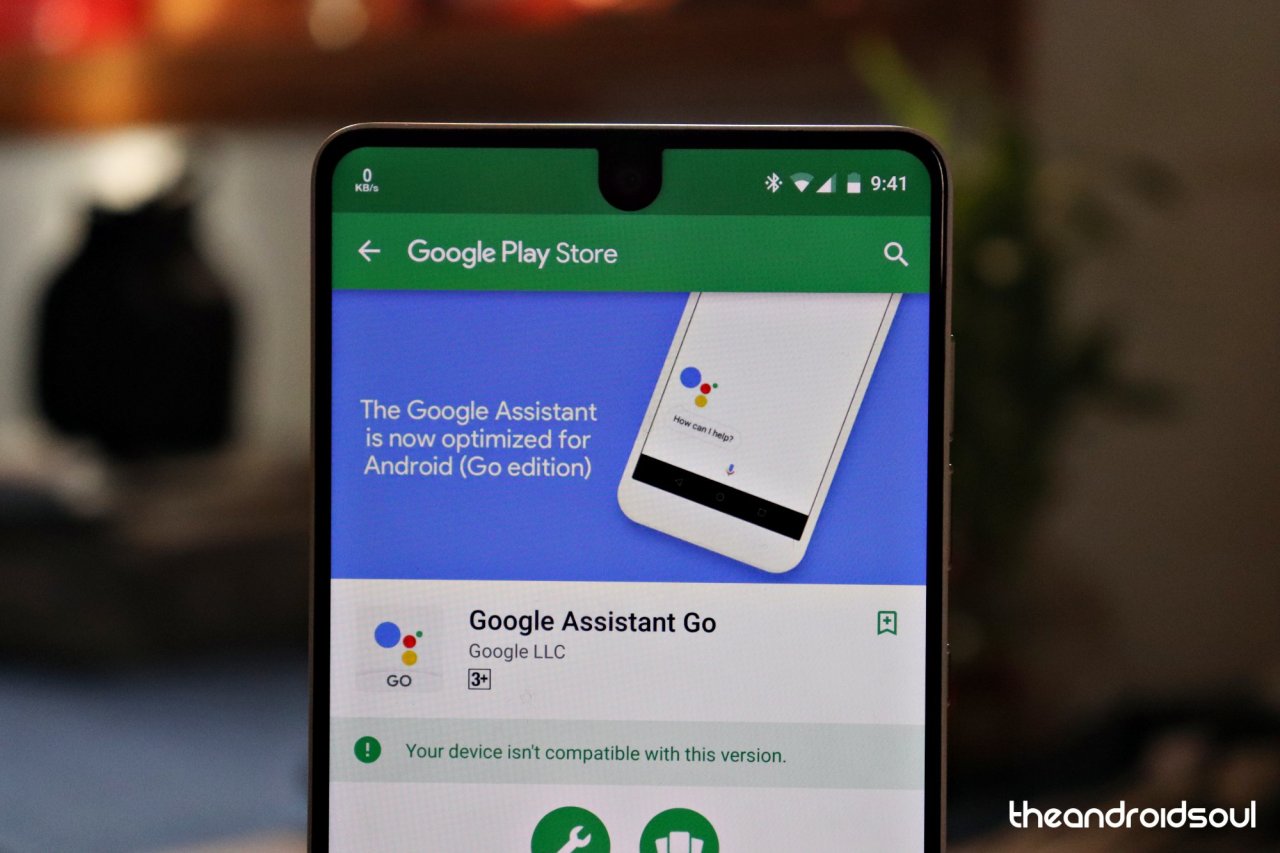 0
KB/s
9:41
Google Play Store
The Google Assistant
is now optimized for
Android (Go edition)
How can I help?
Google Assistant Go
GO
Google LLC
3+
Your device isn't compatible with this version.
theandroidsoul